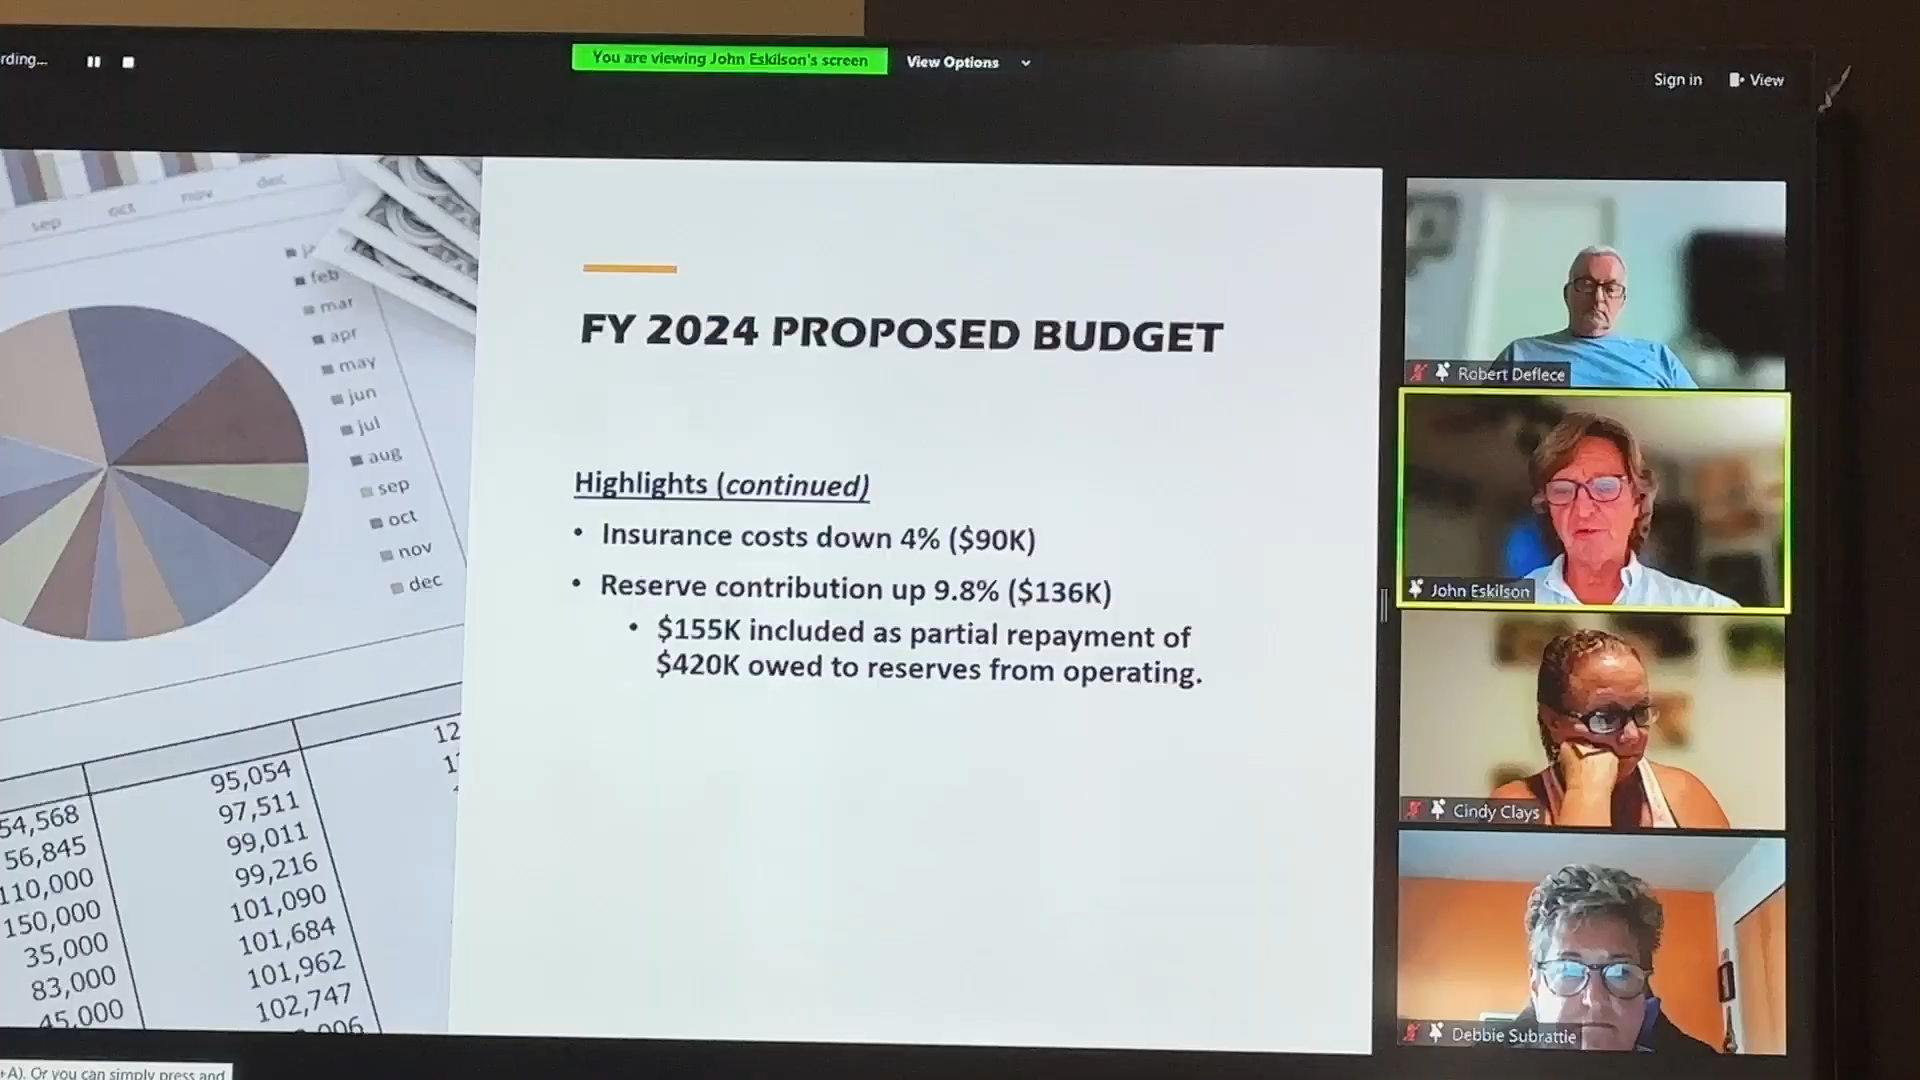 rding...
You are viewing John Eskilson's screen
View Options
Sign in
View
sep oct nov dec
feb
mar
apr
may
jun
jul
aug
sep
oct
nov
dec
12
95,054
97,511
99,011
99,216
101,090
101,684
101,962
102,747
54,568
56,845
110,000
150,000
35,000
83,000
45,000
FY 2024 PROPOSED BUDGET
Highlights (continued)
• Insurance costs down 4% ($90K)
• Reserve contribution up 9.8% ($136K)
• $155K included as partial repayment of
$420K owed to reserves from operating.
Robert Deflece
John Eskilson
Cindy Clays
Debbie Subrattie
+A). Or you can simply press and